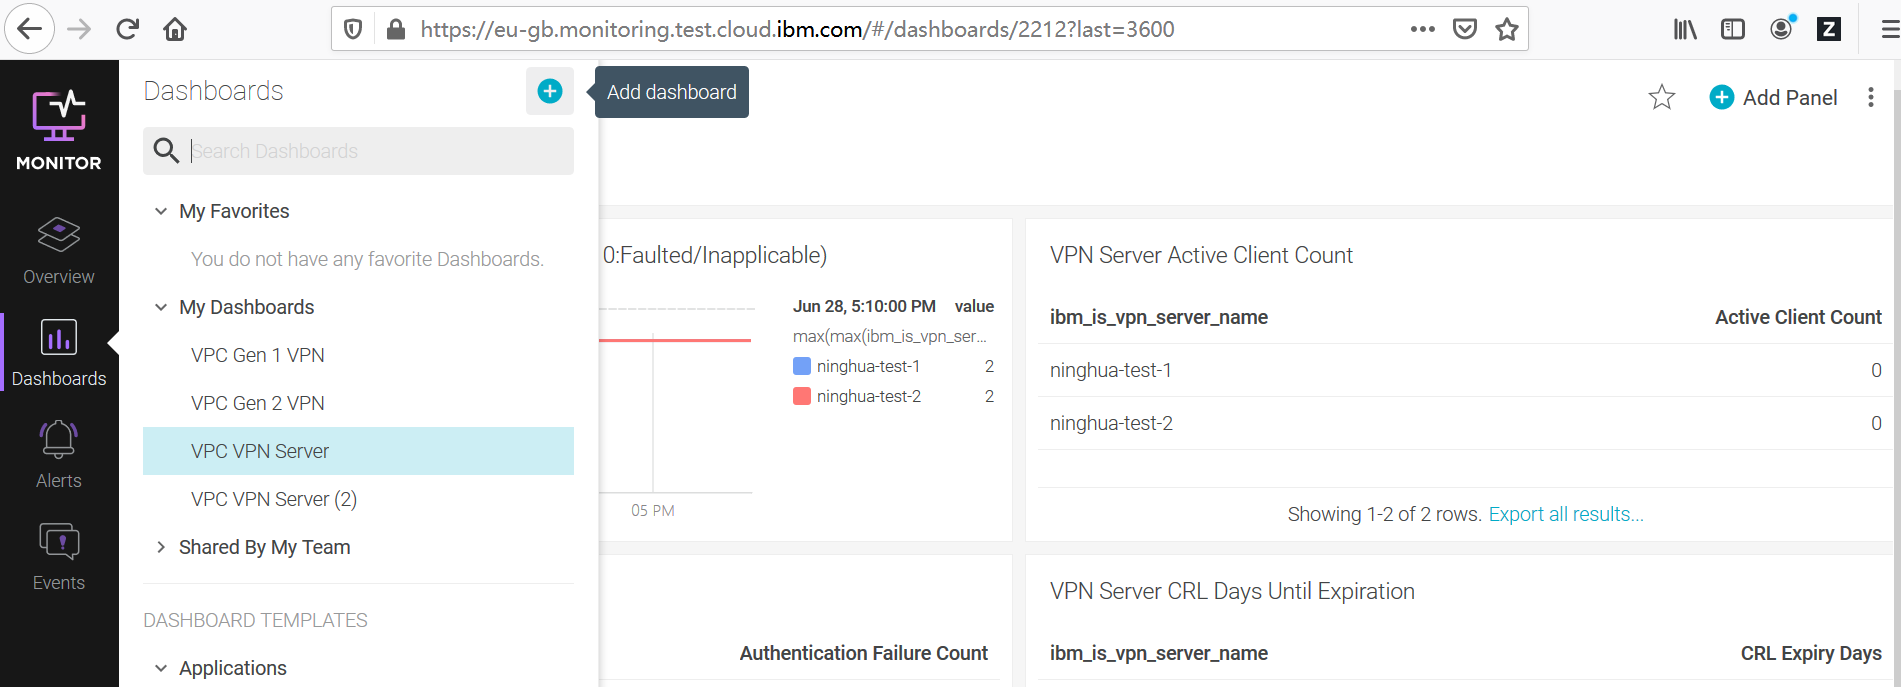 https://eu-gb.monitoring.test.cloud.ibm.com/#/dashboards/2212?last=3600
Z
MONITOR
Overview
Dashboards
Alerts
Events
Dashboards
Add dashboard
Search Dashboards
My Favorites
You do not have any favorite Dashboards.
My Dashboards
VPC Gen 1 VPN
VPC Gen 2 VPN
VPC VPN Server
VPC VPN Server (2)
Shared By My Team
DASHBOARD TEMPLATES
Applications
Add Panel
0:Faulted/Inapplicable)
Jun 28, 5:10:00 PM value
max(max(ibm_is_vpn_ser...
ninghua-test-1 2
ninghua-test-2 2
05 PM
VPN Server Active Client Count
ibm_is_vpn_server_name Active Client Count
ninghua-test-1 0
ninghua-test-2 0
Showing 1-2 of 2 rows. Export all results...
Authentication Failure Count
VPN Server CRL Days Until Expiration
ibm_is_vpn_server_name CRL Expiry Days